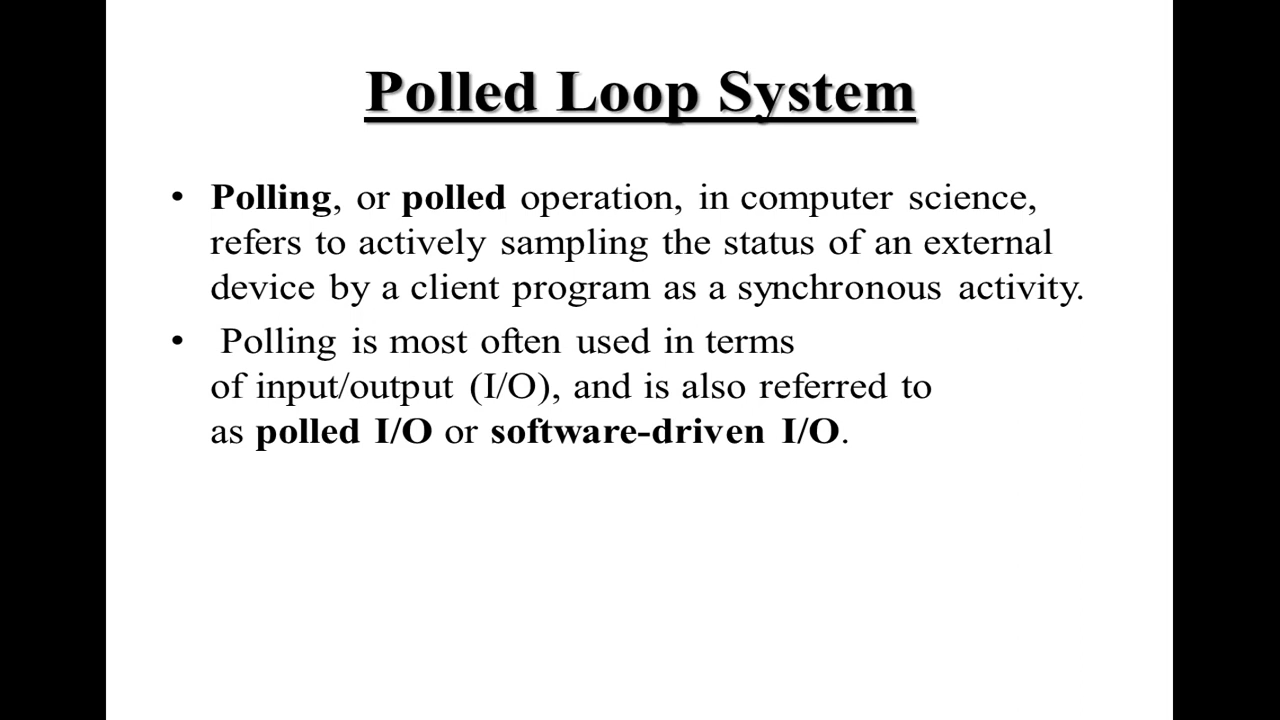 Polled Loop System
• Polling, or polled operation, in computer science,
refers to actively sampling the status of an external
device by a client program as a synchronous activity.
• Polling is most often used in terms
of input/output (I/O), and is also referred to
as polled I/O or software-driven I/O.